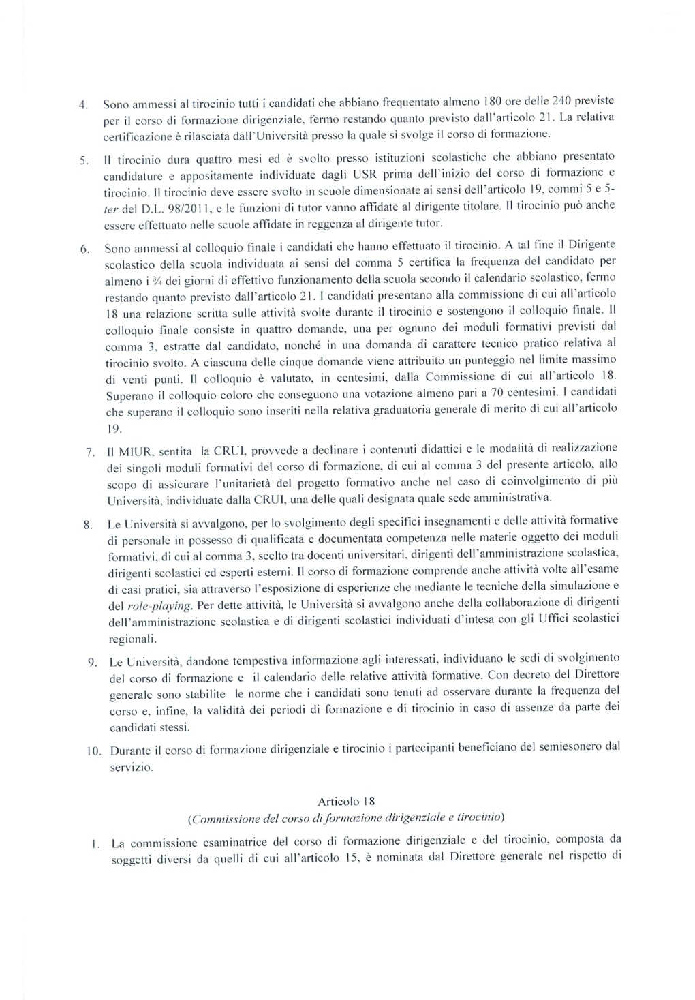 4. Sono ammessi al tirocinio tutti i candidati che abbiano frequentato almeno 180 ore delle 240 previste
per il corso di formazione dirigenziale, fermo restando quanto previsto dall'articolo 21. La relativa
certificazione è rilasciata dall'Università presso la quale si svolge il corso di formazione.
5. Il tirocinio dura quattro mesi ed è svolto presso istituzioni scolastiche che abbiano presentato
candidature e appositamente individuate dagli USR prima dell'inizio del corso di formazione e
tirocinio. Il tirocinio deve essere svolto in scuole dimensionate ai sensi dell'articolo 19, commi 5 e 5-
ter del D.L. 98/2011, e le funzioni di tutor vanno affidate al dirigente titolare. Il tirocinio può anche
essere effettuato nelle scuole affidate in reggenza al dirigente tutor.
6. Sono ammessi al colloquio finale i candidati che hanno effettuato il tirocinio. A tal fine il Dirigente
scolastico della scuola individuata ai sensi del comma 5 certifica la frequenza del candidato per
almeno i ¾ dei giorni di effettivo funzionamento della scuola secondo il calendario scolastico, fermo
restando quanto previsto dall'articolo 21. I candidati presentano alla commissione di cui all'articolo
18 una relazione scritta sulle attività svolte durante il tirocinio e sostengono il colloquio finale. Il
colloquio finale consiste in quattro domande, una per ognuno dei moduli formativi previsti dal
comma 3, estratte dal candidato, nonché in una domanda di carattere tecnico pratico relativa al
tirocinio svolto. A ciascuna delle cinque domande viene attribuito un punteggio nel limite massimo
di venti punti. Il colloquio è valutato, in centesimi, dalla Commissione di cui all'articolo 18.
Superano il colloquio coloro che conseguono una votazione almeno pari a 70 centesimi. I candidati
che superano il colloquio sono inseriti nella relativa graduatoria generale di merito di cui all'articolo
19.
7. Il MIUR, sentita la CRUI, provvede a declinare i contenuti didattici e le modalità di realizzazione
dei singoli moduli formativi del corso di formazione, di cui al comma 3 del presente articolo, allo
scopo di assicurare l'unitarietà del progetto formativo anche nel caso di coinvolgimento di più
Università, individuate dalla CRUI, una delle quali designata quale sede amministrativa.
8. Le Università si avvalgono, per lo svolgimento degli specifici insegnamenti e delle attività formative
di personale in possesso di qualificata e documentata competenza nelle materie oggetto dei moduli
formativi, di cui al comma 3, scelto tra docenti universitari, dirigenti dell'amministrazione scolastica,
dirigenti scolastici ed esperti esterni. Il corso di formazione comprende anche attività volte all'esame
di casi pratici, sia attraverso l'esposizione di esperienze che mediante le tecniche della simulazione e
del role-playing. Per dette attività, le Università si avvalgono anche della collaborazione di dirigenti
dell'amministrazione scolastica e di dirigenti scolastici individuati d'intesa con gli Uffici scolastici
regionali.
9. Le Università, dandone tempestiva informazione agli interessati, individuano le sedi di svolgimento
del corso di formazione e il calendario delle relative attività formative. Con decreto del Direttore
generale sono stabilite le norme che i candidati sono tenuti ad osservare durante la frequenza del
corso e, infine, la validità dei periodi di formazione e di tirocinio in caso di assenze da parte dei
candidati stessi.
10. Durante il corso di formazione dirigenziale e tirocinio i partecipanti beneficiano del semiesonero dal
servizio.
Articolo 18
(Commissione del corso di formazione dirigenziale e tirocinio)
1. La commissione esaminatrice del corso di formazione dirigenziale e del tirocinio, composta da
soggetti diversi da quelli di cui all'articolo 15, è nominata dal Direttore generale nel rispetto di